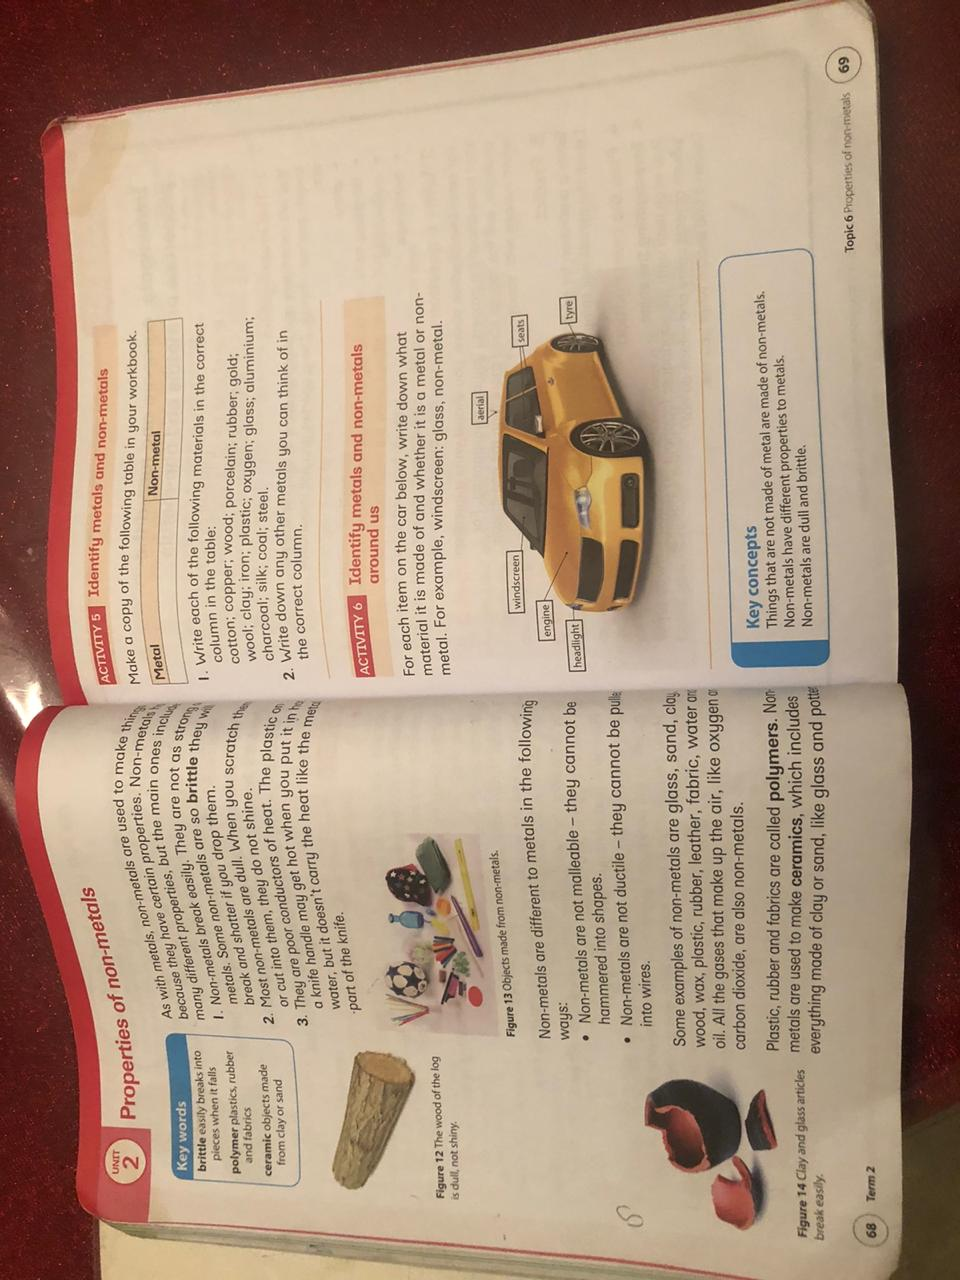 UNIT
2
Properties of non-metals
Key words
brittle easily breaks into
pieces when it falls
polymer plastics, rubber
and fabrics
ceramic objects made
from clay or sand
As with metals, non-metals are used to make things
because they have certain properties. Non-metals
many different properties, but the main ones
1. Non-metals break easily. They are not as strong
metals. Some non-metals are so brittle they will
break and shatter if you drop them.
2. Most non-metals are dull. When you scratch
or cut into them, they do not shine.
3. They are poor conductors of heat. The plastic
a knife handle may get hot when you put it in
water, but it doesn't carry the heat like the
part of the knife.
Figure 12 The wood of the log
is dull, not shiny.
Figure 13 Objects made from non-metals.
Non-metals are different to metals in the following
ways:
• Non-metals are not malleable – they cannot be
hammered into shapes.
• Non-metals are not ductile – they cannot be
into wires.
Some examples of non-metals are glass, sand, clay
wood, wax, plastic, rubber, leather, fabric, water
oil. All the gases that make up the air, like oxygen
carbon dioxide, are also non-metals.
Plastic, rubber and fabrics are called polymers. Non-
metals are used to make ceramics, which includes
everything made of clay or sand, like glass and
Figure 14 Clay and glass articles
break easily.
8
68 Term 2
ACTIVITY 5 Identify metals and non-metals
Make a copy of the following table in your workbook.
Metal Non-metal
1. Write each of the following materials in the correct
column in the table:
cotton; copper; wood; porcelain; rubber; gold;
wool; clay; iron; plastic; oxygen; glass; aluminium;
charcoal; silk; coal; steel.
2. Write down any other metals you can think of in
the correct column.
ACTIVITY 6 Identify metals and non-metals
around us
For each item on the car below, write down what
material it is made of and whether it is a metal or non-
metal. For example, windscreen: glass, non-metal.
aerial
seats
tyre
windscreen
engine
headlight
Key concepts
Things that are not made of metal are made of non-metals.
Non-metals have different properties to metals.
Non-metals are dull and brittle.
Topic 6 Properties of non-metals 69